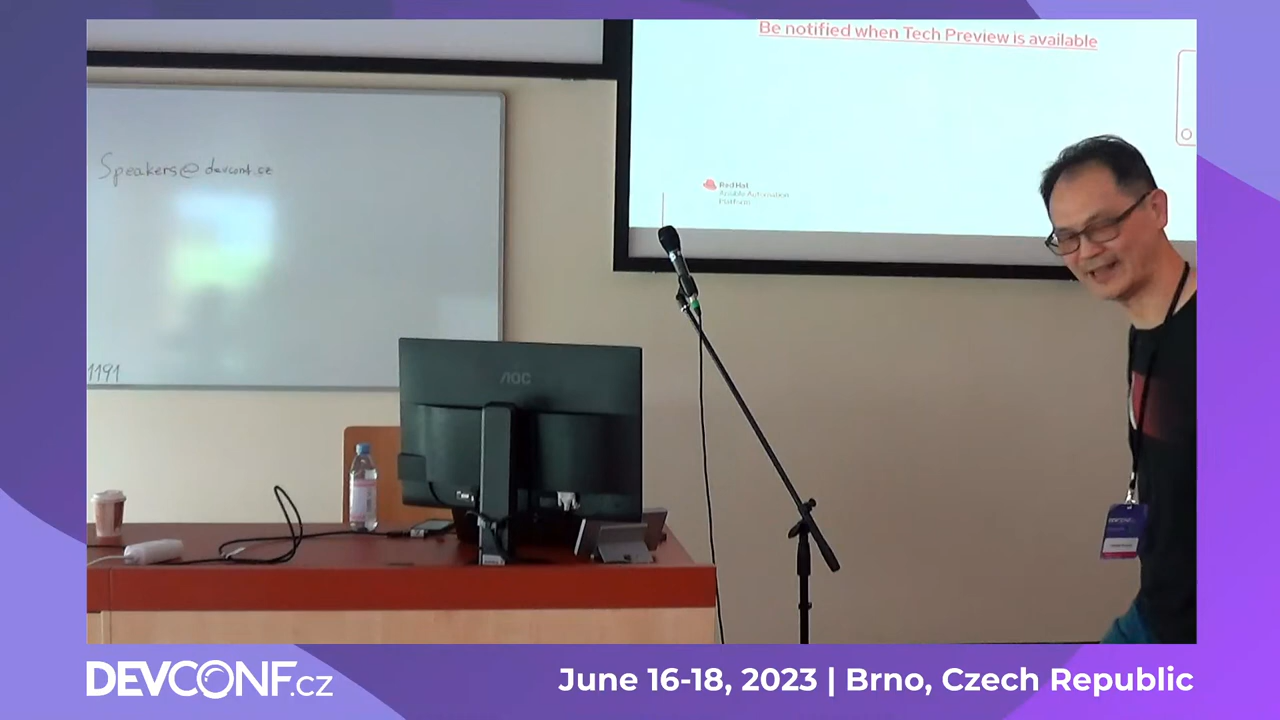 Be notified when Tech Preview is available
Speakers@devconf.cz
Red Hat
Ansible Automation
Platform
1191
AOC
DEVCONF.CZ
June 16-18, 2023 | Brno, Czech Republic